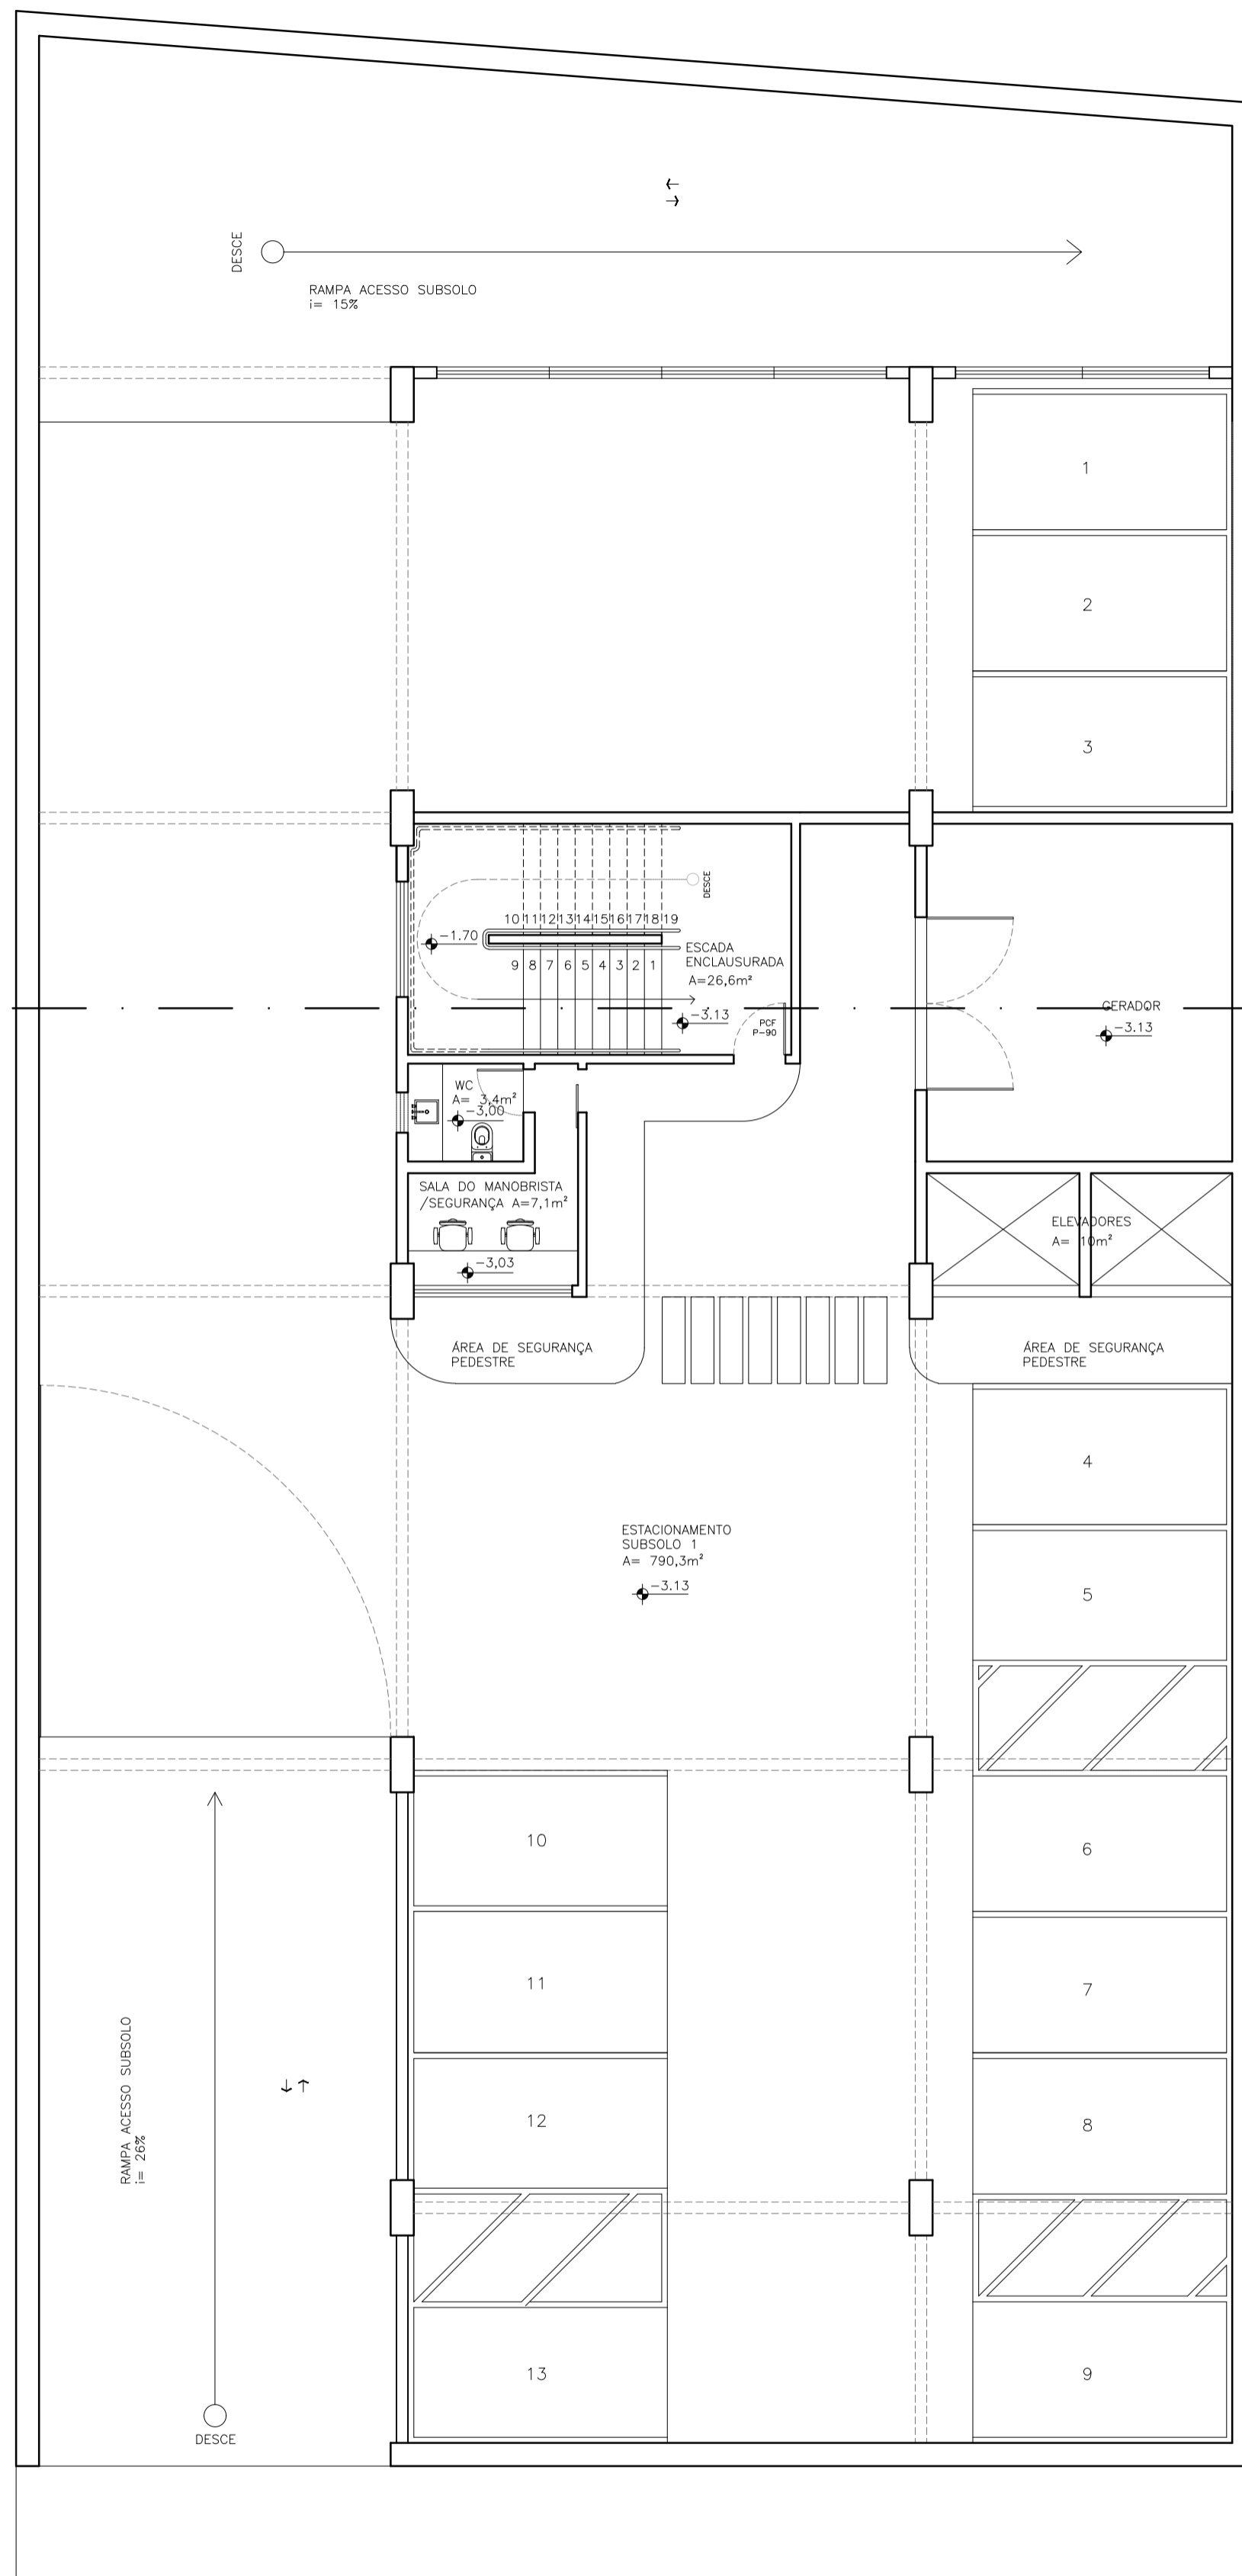 DESCE
RAMPA ACESSO SUBSOLO
i= 15%
1
2
3
DESCE
10 11 12 13 14 15 16 17 18 19
-1.70
9 8 7 6 5 4 3 2 1
ESCADA
ENCLAUSURADA
A=26,6m²
-3.13
PCF
P-90
GERADOR
-3.13
WC
A= 3,4m²
-3,00
SALA DO MANOBRISTA
/SEGURANÇA A=7,1m²
-3,03
ELEVADORES
A= 10m²
ÁREA DE SEGURANÇA
PEDESTRE
ÁREA DE SEGURANÇA
PEDESTRE
4
ESTACIONAMENTO
SUBSOLO 1
A= 790,3m²
-3.13
5
10
6
11
7
RAMPA ACESSO SUBSOLO
i= 26%
12
8
13
9
DESCE